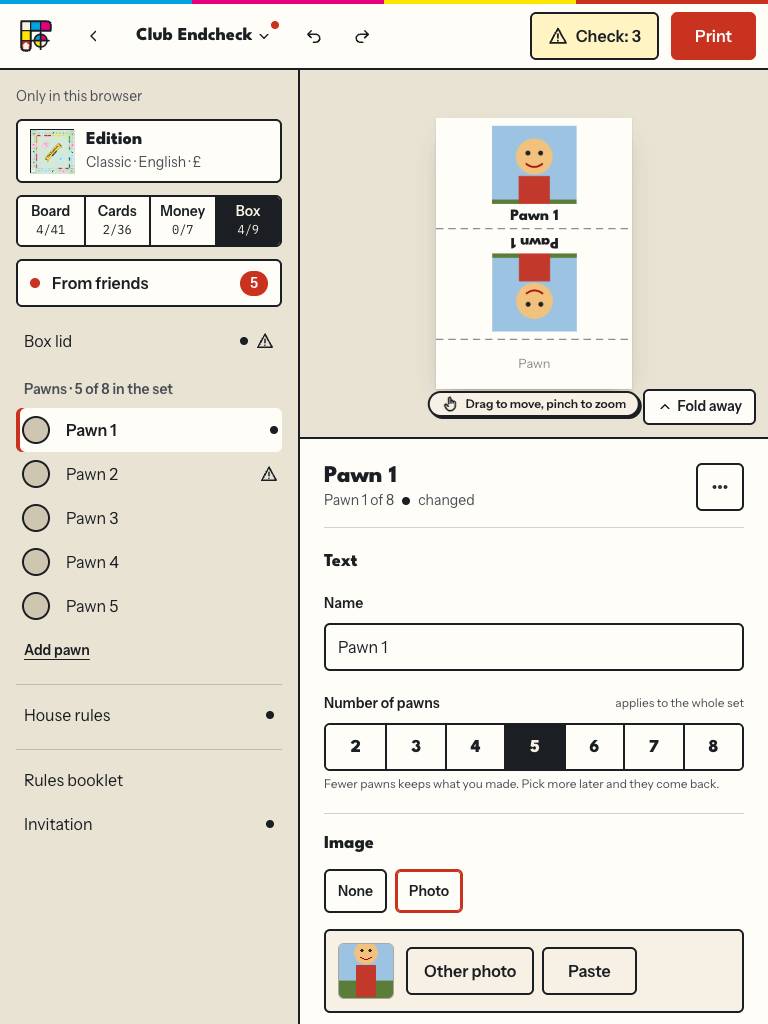 Club Endcheck
Check: 3
Print
Only in this browser
Edition
Classic · English · £
Board
4/41
Cards
2/36
Money
0/7
Box
4/9
From friends
5
Box lid
Pawns · 5 of 8 in the set
Pawn 1
Pawn 2
Pawn 3
Pawn 4
Pawn 5
Add pawn
House rules
Rules booklet
Invitation
Pawn 1
Pawn 1
Pawn
Drag to move, pinch to zoom
Fold away
Pawn 1
Pawn 1 of 8 ● changed
Text
Name
Pawn 1
Number of pawns
applies to the whole set
2 3 4 5 6 7 8
Fewer pawns keeps what you made. Pick more later and they come back.
Image
None
Photo
Other photo
Paste